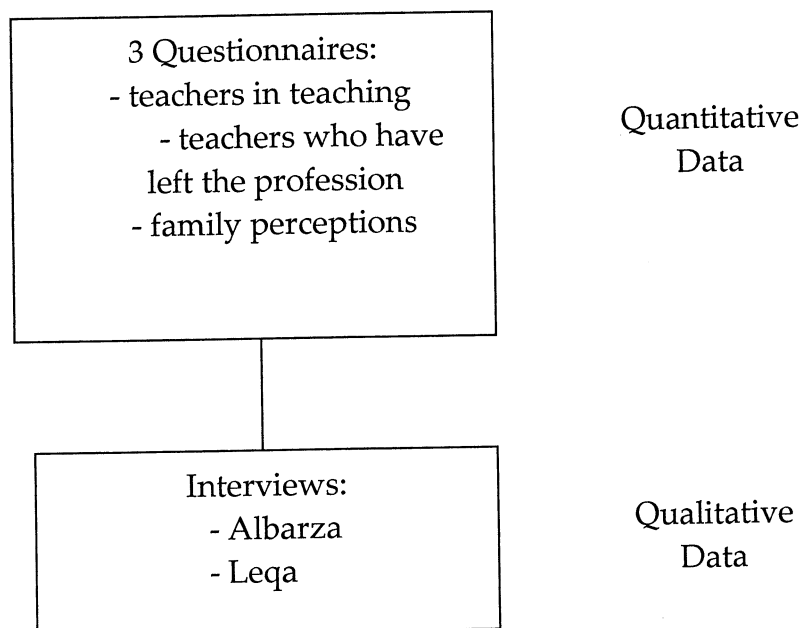 3 Questionnaires:
- teachers in teaching
- teachers who have
left the profession
- family perceptions
Quantitative
Data
Interviews:
- Albarza
- Leqa
Qualitative
Data